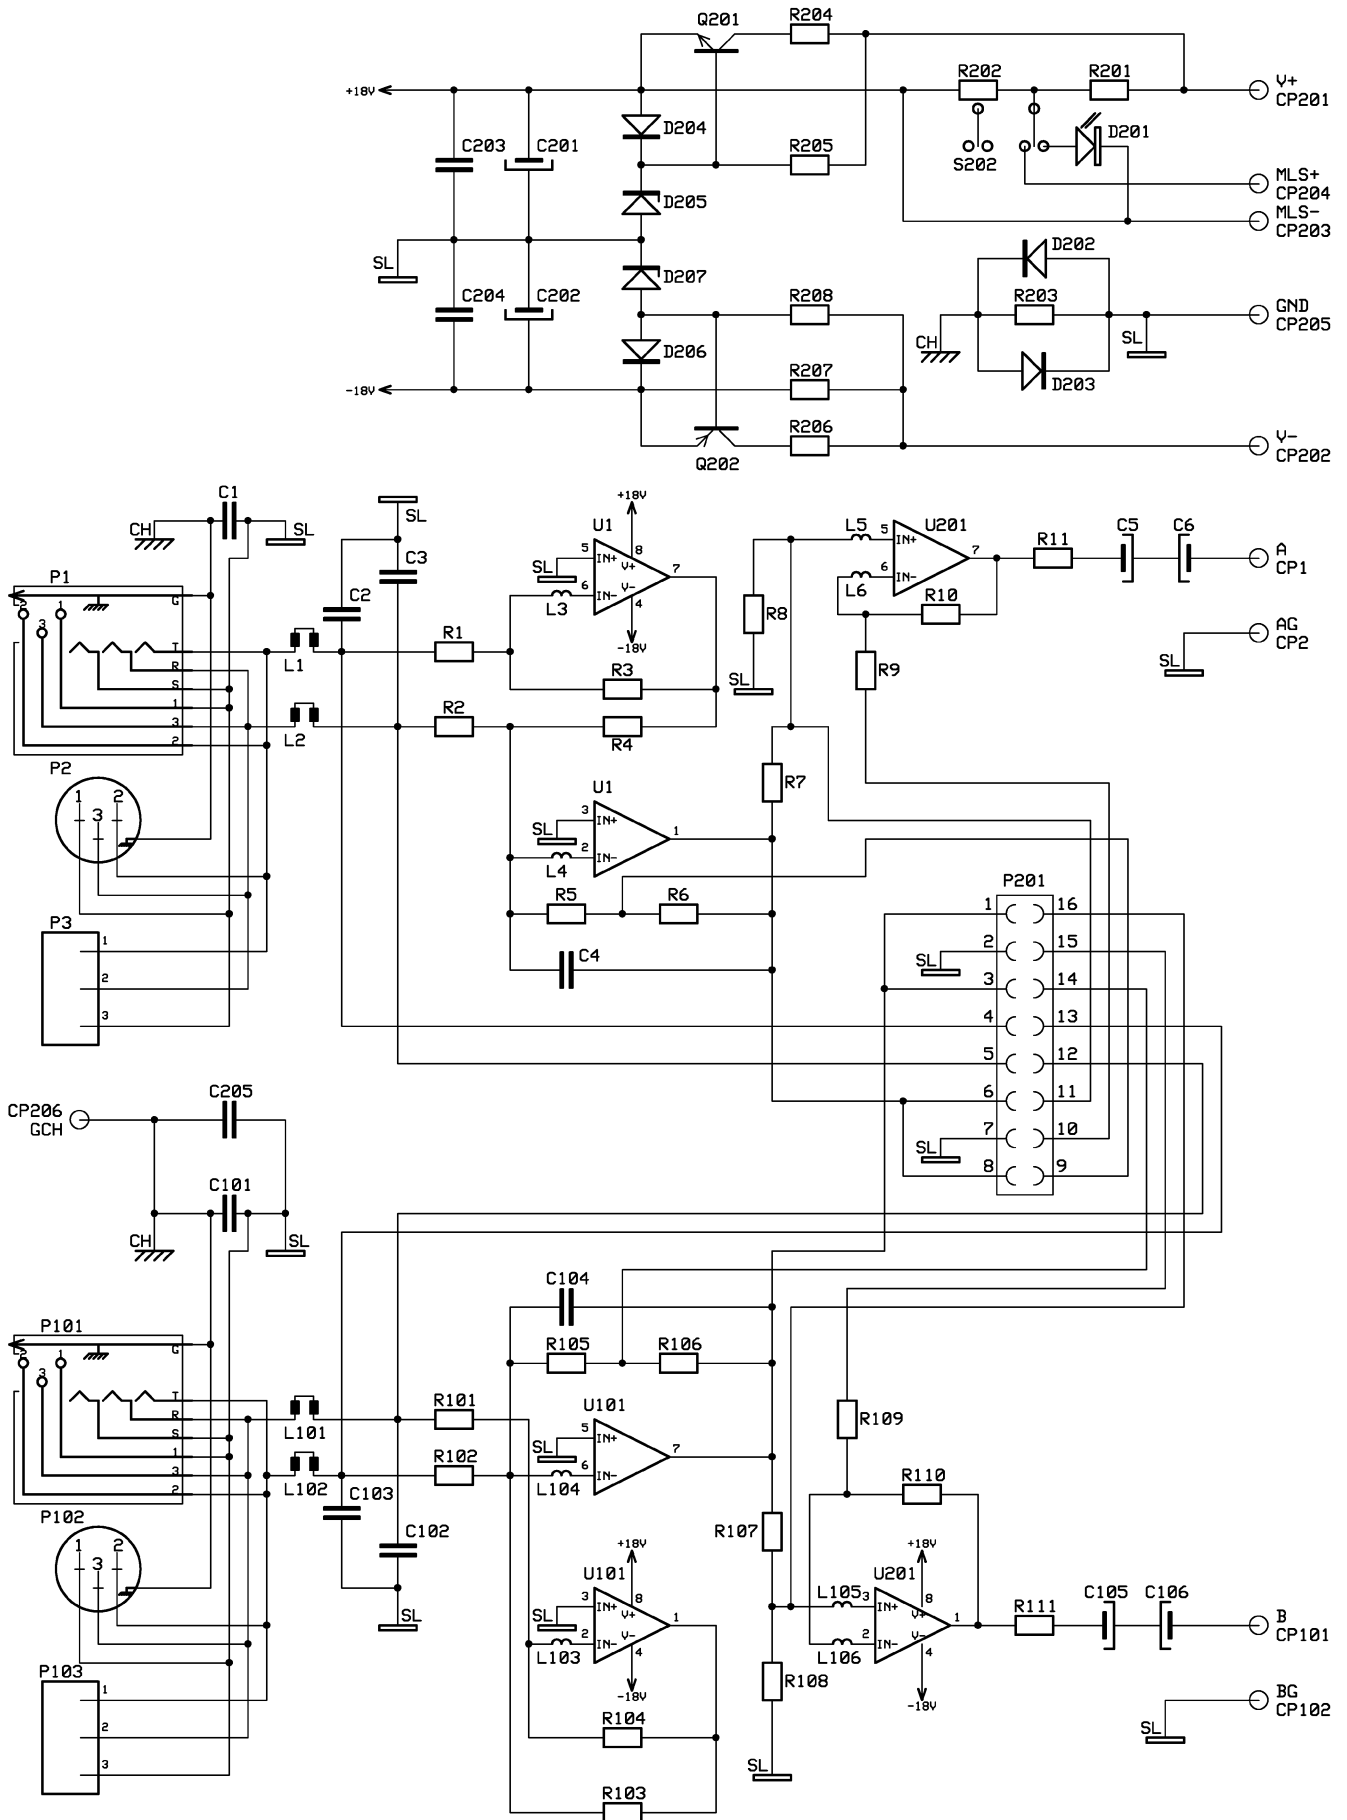 Q201
R204
R202
R201
V+
CP201
+18V
D204
D201
C203
C201
R205
S202
MLS+
CP204
D205
MLS-
CP203
SL
D202
D207
C204
C202
R208
R203
GND
CP205
CH
SL
D206
R207
D203
-18V
R206
V-
CP202
Q202
C1
+18V
CH
SL
SL
U1
L5
5
U201
C5
C6
A
CP1
C3
5
IN+
8
V+
7
IN+
7
R11
P1
SL
6
IN-
V-
4
6
IN-
L6
R10
C2
L3
R8
2
1
G
3
R1
-18V
AG
CP2
T
L1
R3
SL
R9
SL
R
S
1
R2
3
L2
R4
2
P2
U1
R7
1
2
3
3
IN+
1
SL
2
IN-
L4
P201
R5
R6
P3
1
16
1
C4
2
15
SL
2
3
14
3
4
13
5
12
C205
CP206
GCH
6
11
7
10
SL
8
9
C101
CH
SL
C104
P101
R105
R106
2
1
G
3
T
R101
U101
R109
R
L101
5
IN+
S
SL
7
1
R102
6
IN-
3
R110
2
L102
C103
L104
P102
C102
R107
1
2
3
+18V
+18V
U101
U201
C105
C106
3
IN+
8
V+
1
L105
3
IN+
8
V+
1
R111
B
CP101
SL
SL
2
IN-
V-
4
2
IN-
V-
4
L103
L106
P103
R108
1
-18V
-18V
BG
CP102
R104
2
SL
3
SL
R103